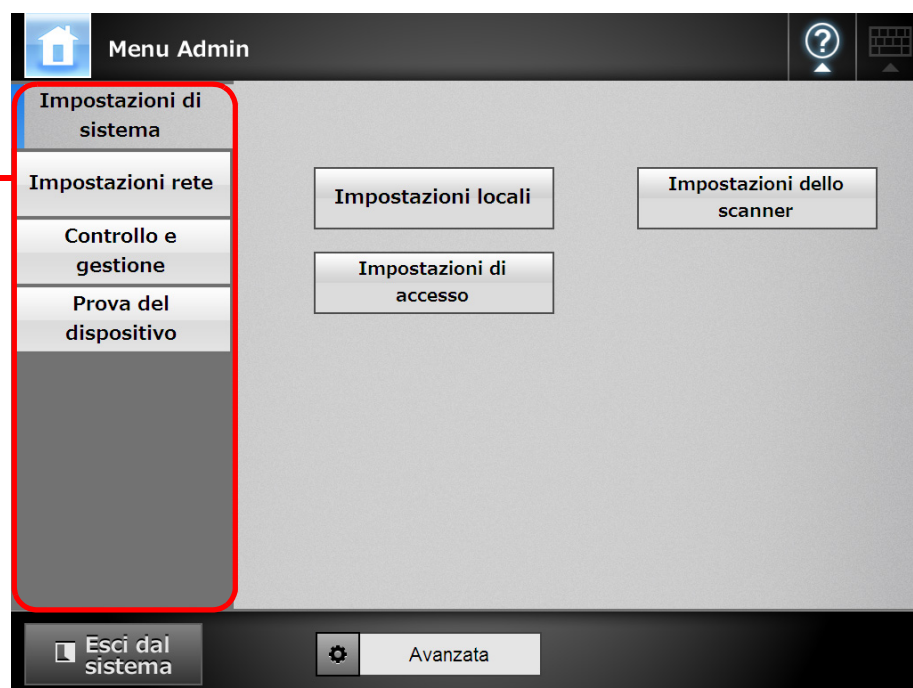 Menu Admin
?
Impostazioni di
sistema
Impostazioni rete
Controllo e
gestione
Prova del
dispositivo
Impostazioni locali
Impostazioni dello
scanner
Impostazioni di
accesso
Esci dal
sistema
Avanzata